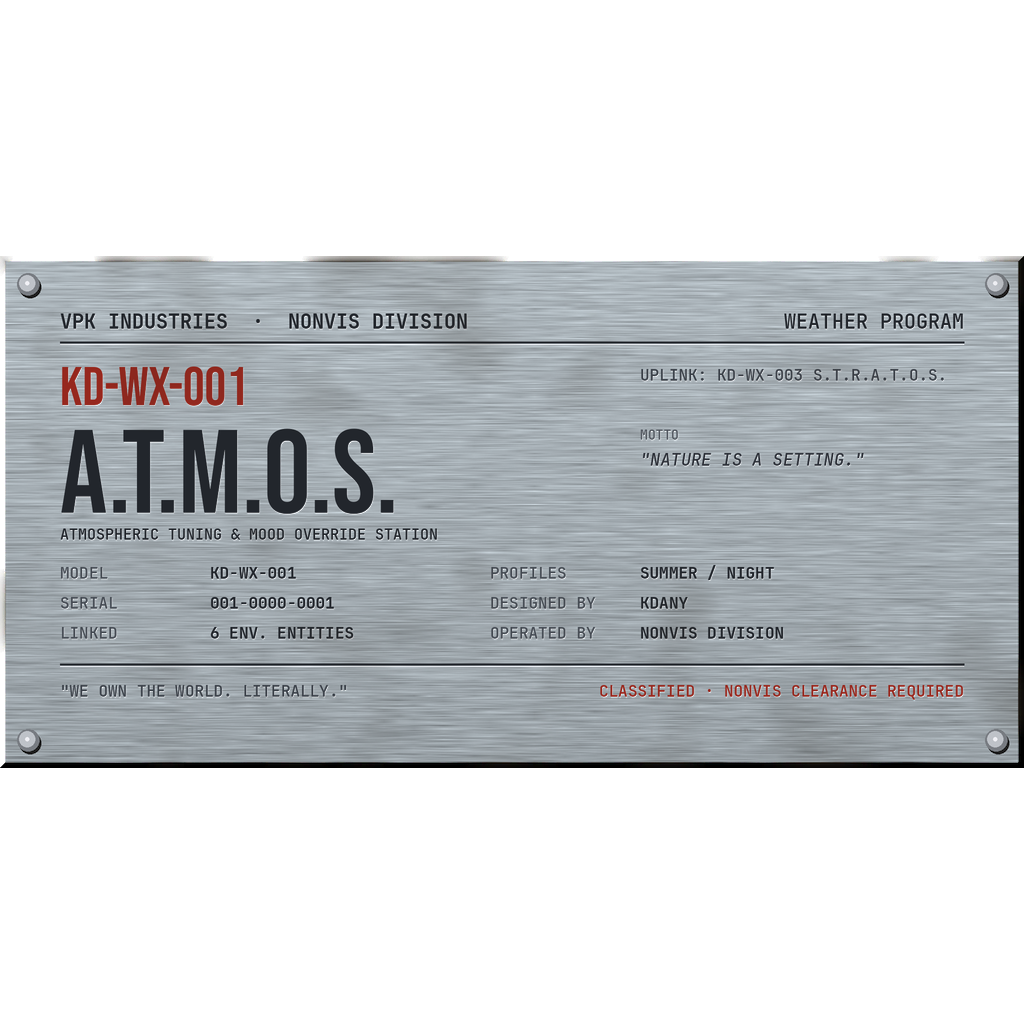 VPK INDUSTRIES · NONVIS DIVISION WEATHER PROGRAM
KD-WX-001
UPLINK: KD-WX-003 S.T.R.A.T.O.S.
A.T.M.O.S.
MOTTO
"NATURE IS A SETTING."
ATMOSPHERIC TUNING & MOOD OVERRIDE STATION
MODEL KD-WX-001 PROFILES SUMMER / NIGHT
SERIAL 001-0000-0001 DESIGNED BY KDANY
LINKED 6 ENV. ENTITIES OPERATED BY NONVIS DIVISION
"WE OWN THE WORLD. LITERALLY." CLASSIFIED · NONVIS CLEARANCE REQUIRED